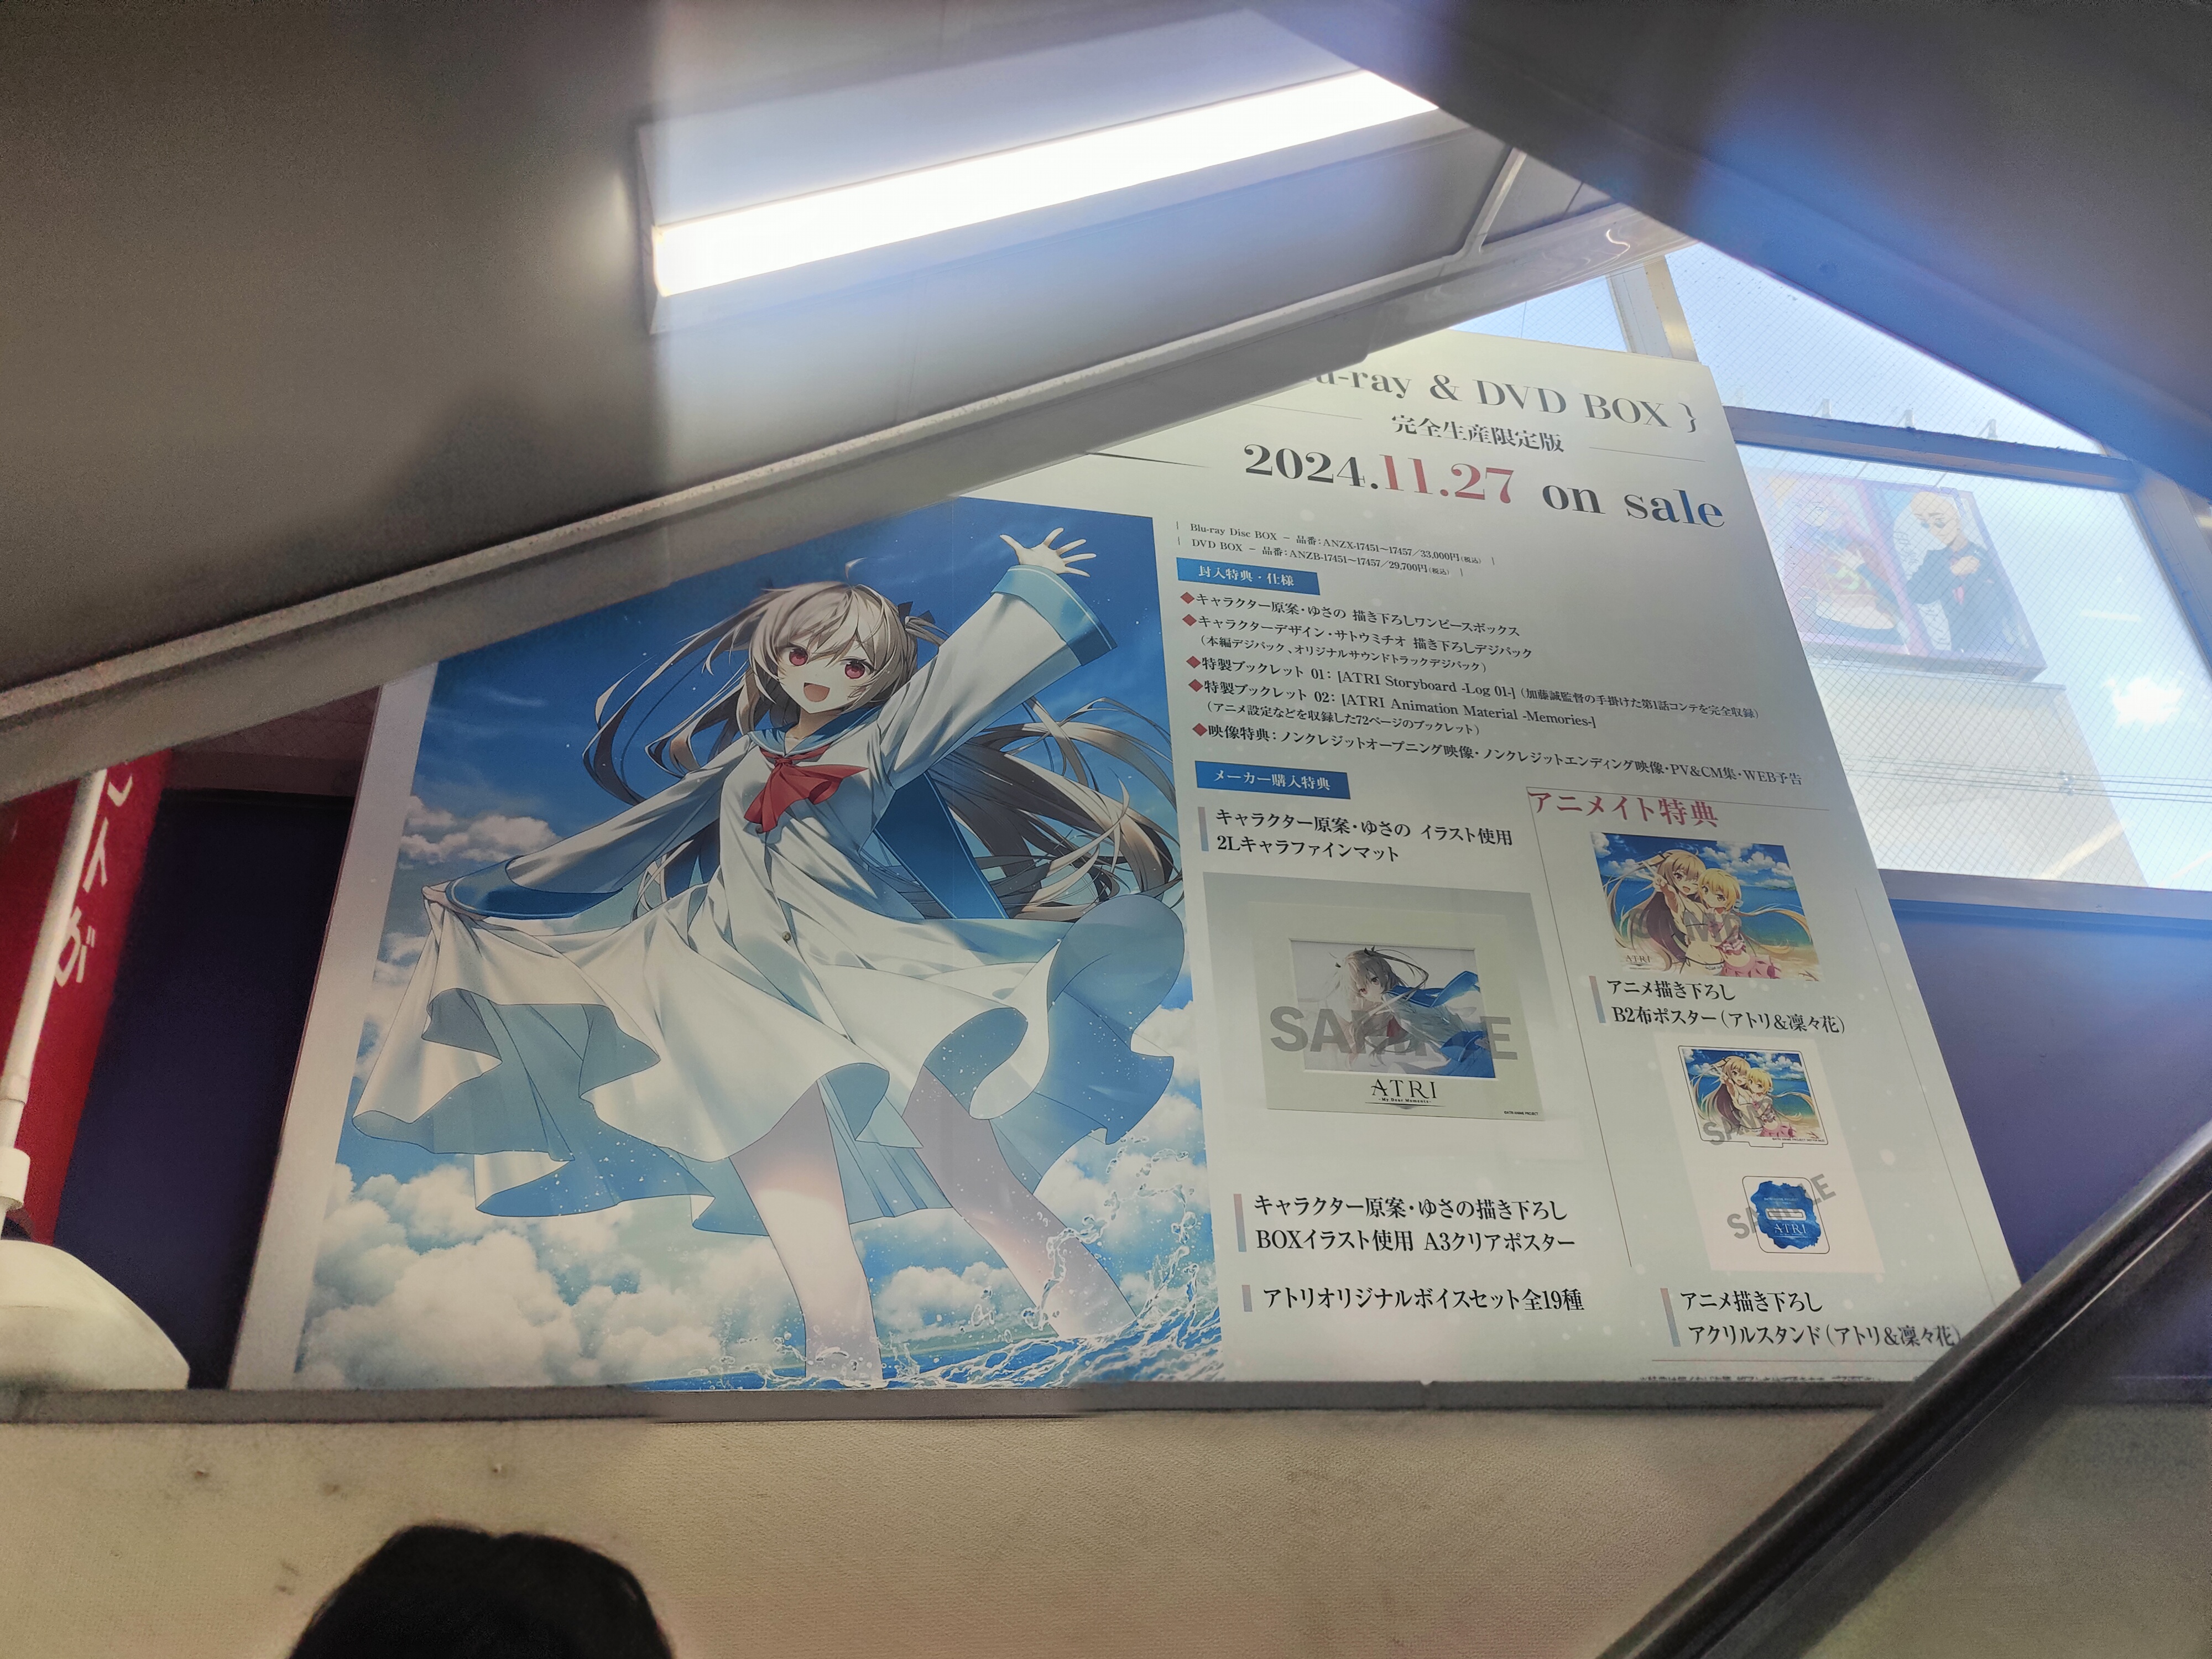 u-ray & DVD BOX }
完全生産限定版
2024.11.27 on sale
Blu-ray Disc BOX − 品番：ANZX-17451〜17457／33,000円（税込）
DVD BOX − 品番：ANZB-17451〜17457／29,700円（税込）
封入特典・仕様
◆キャラクター原案・ゆさの 描き下ろしワンピースボックス
◆キャラクターデザイン・サトウミチオ 描き下ろしデジパック
（本編デジパック、オリジナルサウンドトラックデジパック）
◆特製ブックレット 01：[ATRI Storyboard -Log 01-]（加藤誠監督の手掛けた第1話コンテを完全収録）
◆特製ブックレット 02：[ATRI Animation Material -Memories-]
（アニメ設定などを収録した72ページのブックレット）
◆映像特典：ノンクレジットオープニング映像・ノンクレジットエンディング映像・PV&CM集・WEB予告
メーカー購入特典
キャラクター原案・ゆさの イラスト使用
2Lキャラファインマット
SAMPLE
ATRI
-My Dear Moments-
キャラクター原案・ゆさの描き下ろし
BOXイラスト使用 A3クリアポスター
アトリオリジナルボイスセット全19種
アニメイト特典
ATRI
アニメ描き下ろし
B2布ポスター（アトリ＆凜々花）
SAMPLE
SAMPLE
ATRI
アニメ描き下ろし
アクリルスタンド（アトリ＆凜々花）